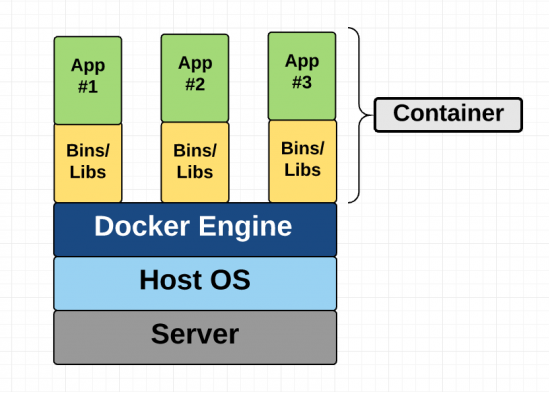 App
#1
App
#2
App
#3
Container
Bins/
Libs
Bins/
Libs
Bins/
Libs
Docker Engine
Host OS
Server